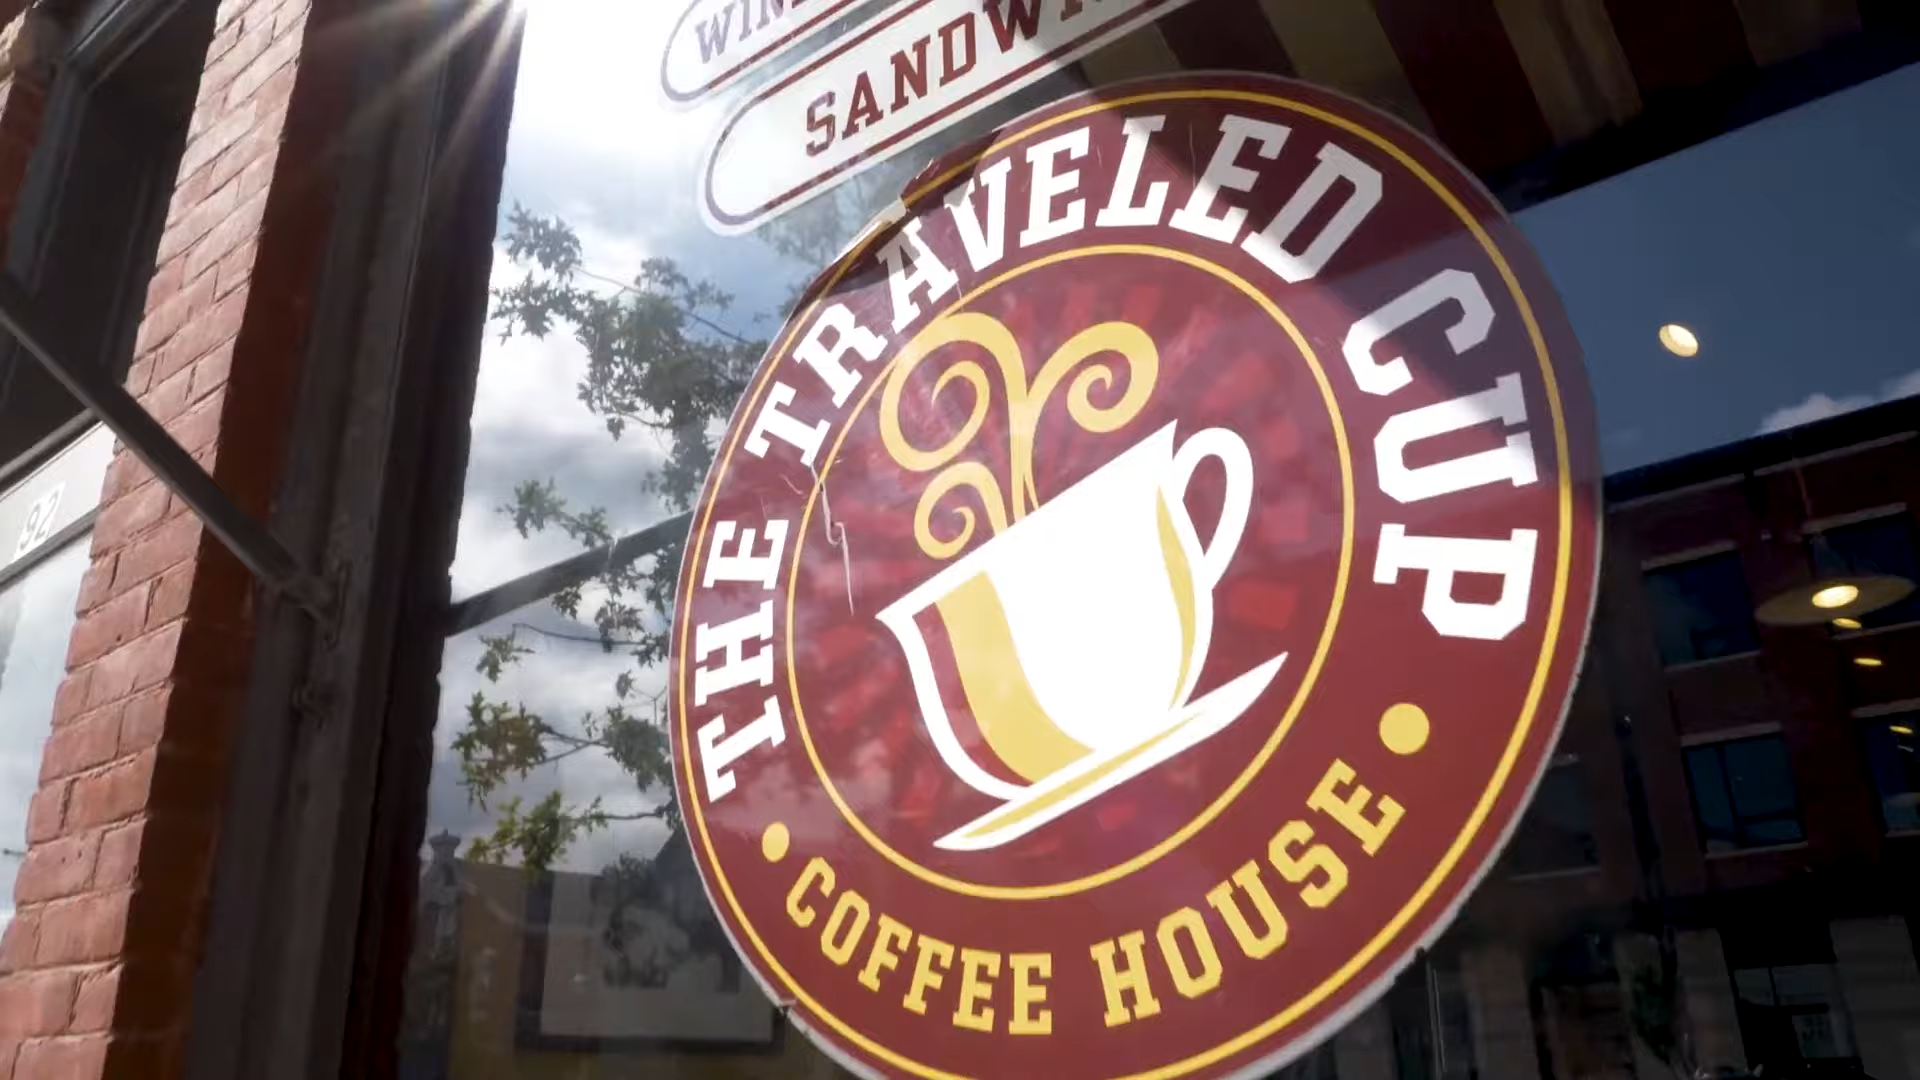 SANDW
THE TRAVELED CUP
• COFFEE HOUSE •
92